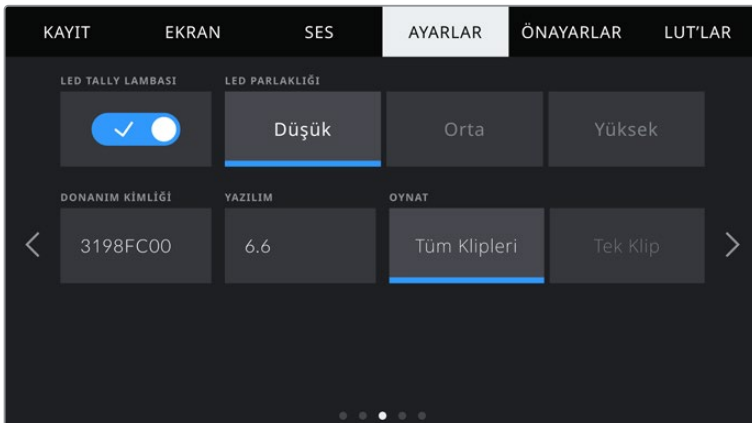 KAYIT EKRAN SES AYARLAR ÖNAYARLAR LUT'LAR
LED TALLY LAMBASI LED PARLAKLIĞI
Düşük Orta Yüksek
DONANIM KİMLİĞİ YAZILIM OYNAT
3198FC00 6.6 Tüm Klipleri Tek Klip